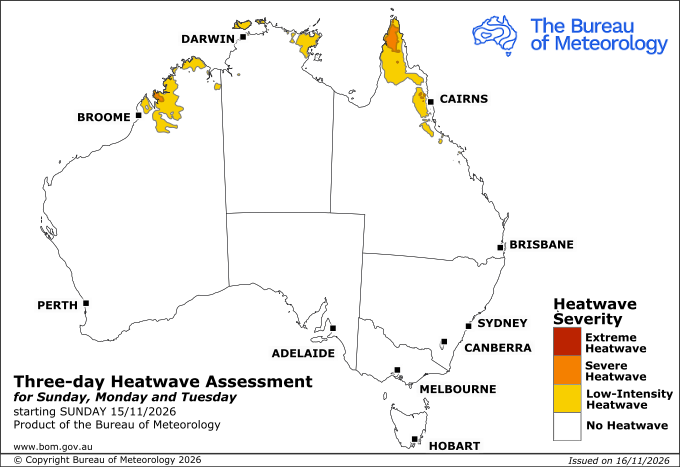 The Bureau
of Meteorology
DARWIN
CAIRNS
BROOME
BRISBANE
PERTH
SYDNEY
CANBERRA
ADELAIDE
MELBOURNE
HOBART
Heatwave
Severity
Extreme
Heatwave
Severe
Heatwave
Low-Intensity
Heatwave
No Heatwave
Three-day Heatwave Assessment
for Sunday, Monday and Tuesday
starting SUNDAY 15/11/2026
Product of the Bureau of Meteorology
www.bom.gov.au
© Copyright Bureau of Meteorology 2026
Issued on 16/11/2026